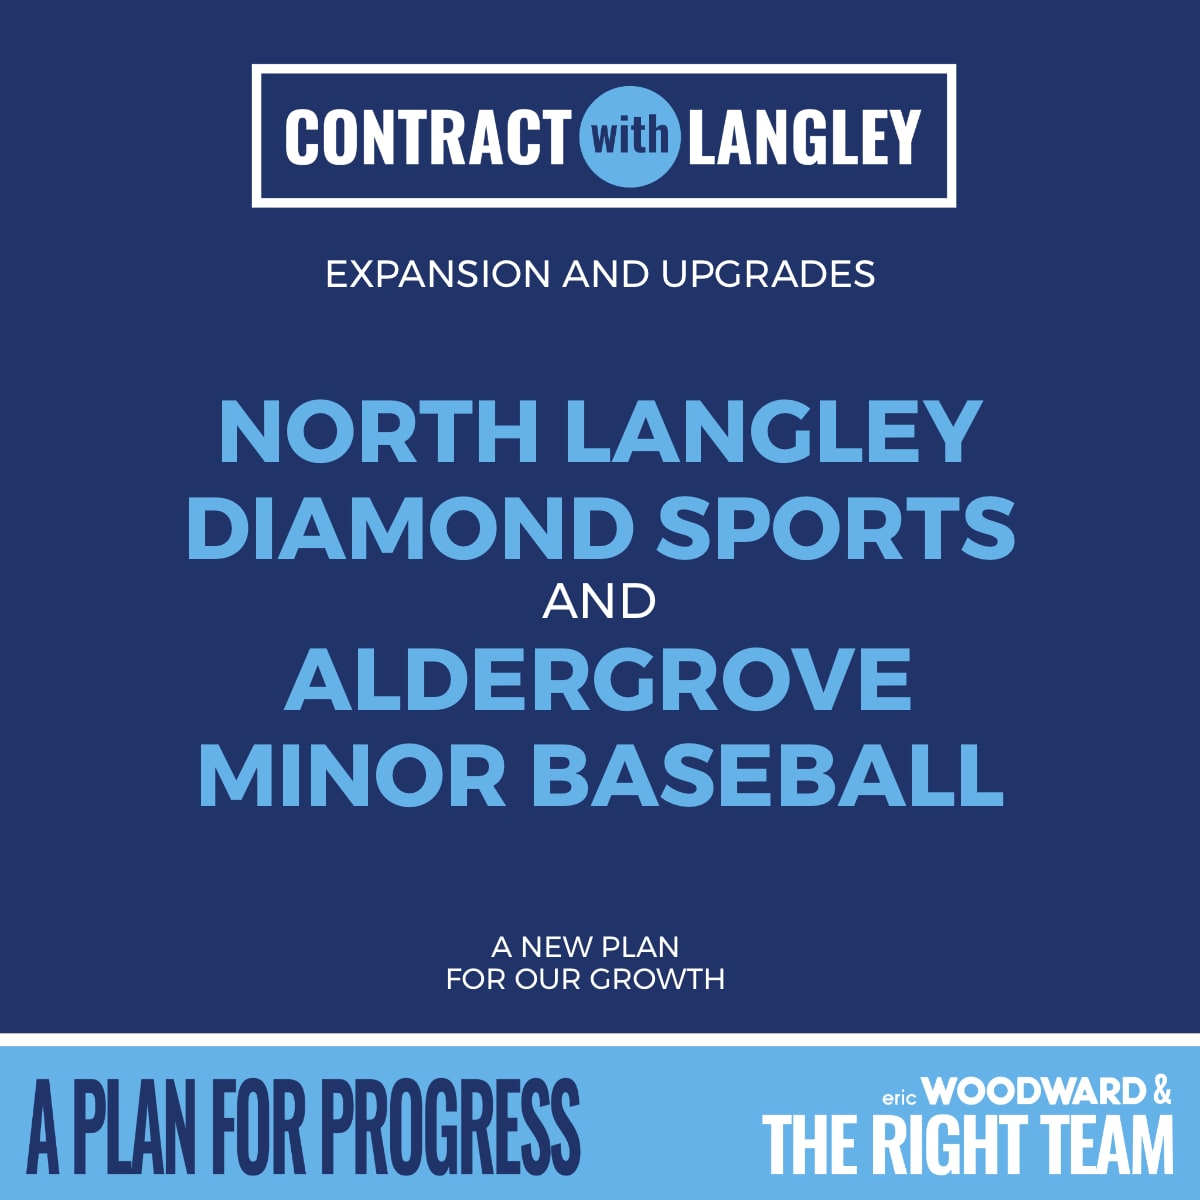 CONTRACT with LANGLEY
EXPANSION AND UPGRADES
NORTH LANGLEY
DIAMOND SPORTS
AND
ALDERGROVE
MINOR BASEBALL
A NEW PLAN
FOR OUR GROWTH
A PLAN FOR PROGRESS
eric WOODWARD &
THE RIGHT TEAM